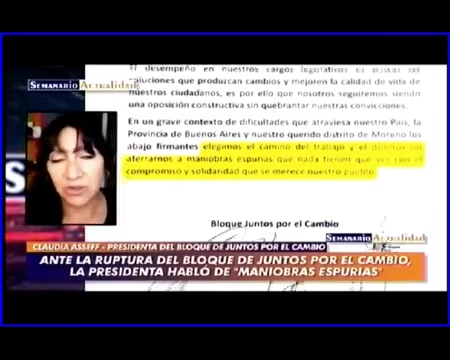 El desempeño en nuestros cargos legislativos
soluciones que produzcan cambios y mejoren la calidad de vida de
nuestros ciudadanos, es por ello que nosotros seguiremos siendo
una oposición constructiva sin quebrantar nuestras convicciones.
En un grave contexto de dificultades que atraviesa nuestro País, la
Provincia de Buenos Aires y nuestro querido distrito de Moreno los
abajo firmantes elegimos el camino del trabajo y el
aferrarnos a maniobras espurias que nada tienen que ver con el
compromiso y solidaridad que se merece nuestro pueblo.
Bloque Juntos por el Cambio
SEMANARIO Actualidad
SEMANARIO Actualidad
CLAUDIA ASSEFF - PRESIDENTA DEL BLOQUE DE JUNTOS POR EL CAMBIO
ANTE LA RUPTURA DEL BLOQUE DE JUNTOS POR EL CAMBIO,
LA PRESIDENTA HABLÓ DE "MANIOBRAS ESPURIAS"